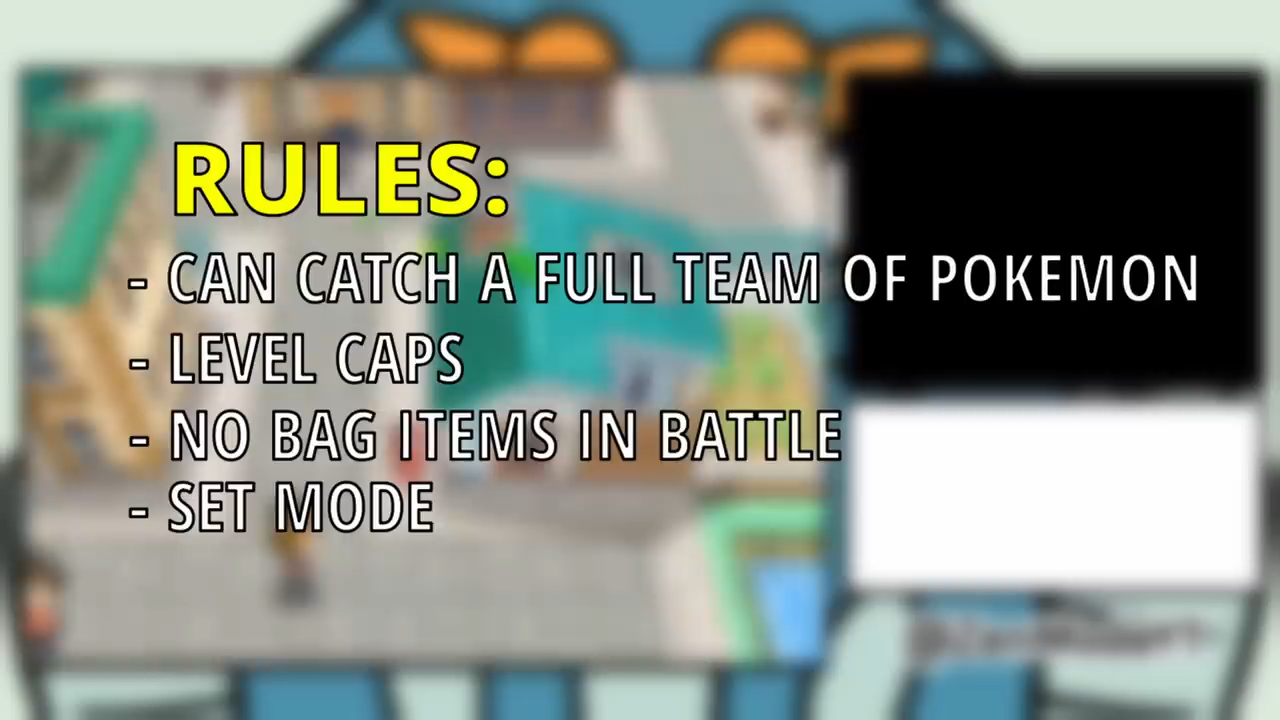 RULES:
- CAN CATCH A FULL TEAM OF POKEMON
- LEVEL CAPS
- NO BAG ITEMS IN BATTLE
- SET MODE